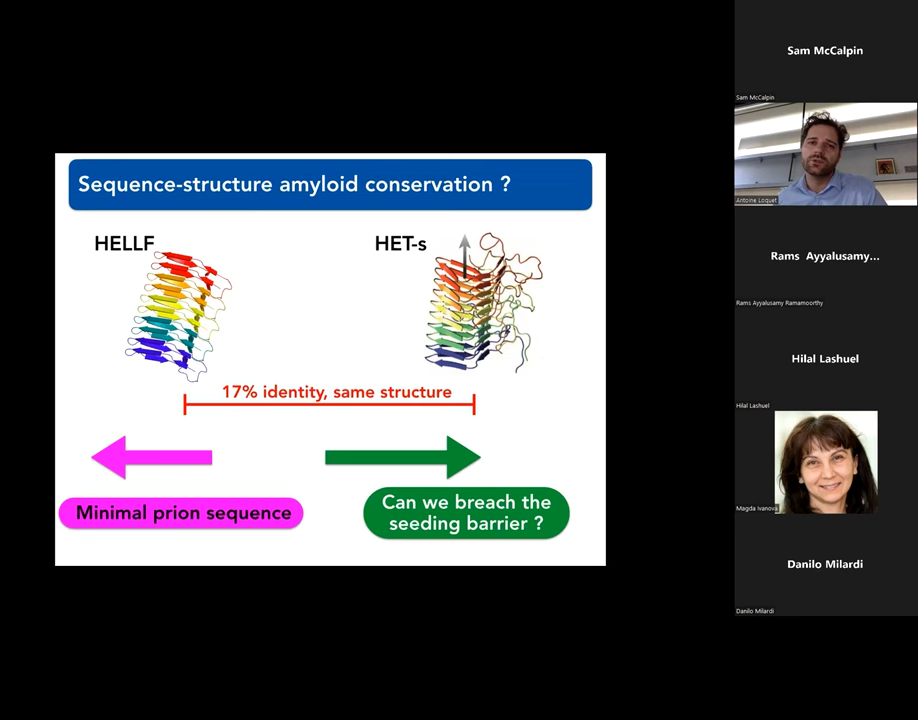 Sequence-structure amyloid conservation ?
HELLF
HET-s
17% identity, same structure
Minimal prion sequence
Can we breach the
seeding barrier ?
Sam McCalpin
Sam McCalpin
Antoine Loquet
Rams Ayyalusamy...
Rams Ayyalusamy Ramamoorthy
Hilal Lashuel
Hilal Lashuel
Magda Ivanova
Danilo Milardi
Danilo Milardi